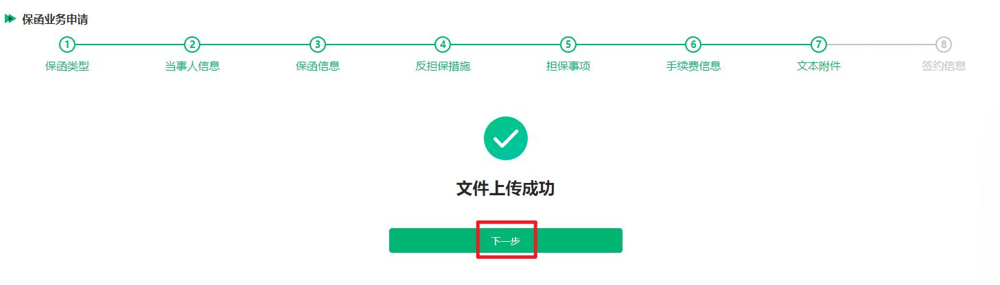 保函业务申请
1 2 3 4 5 6 7 8
保函类型 当事人信息 保函信息 反担保措施 担保事项 手续费信息 文本附件 签约信息
文件上传成功
下一步